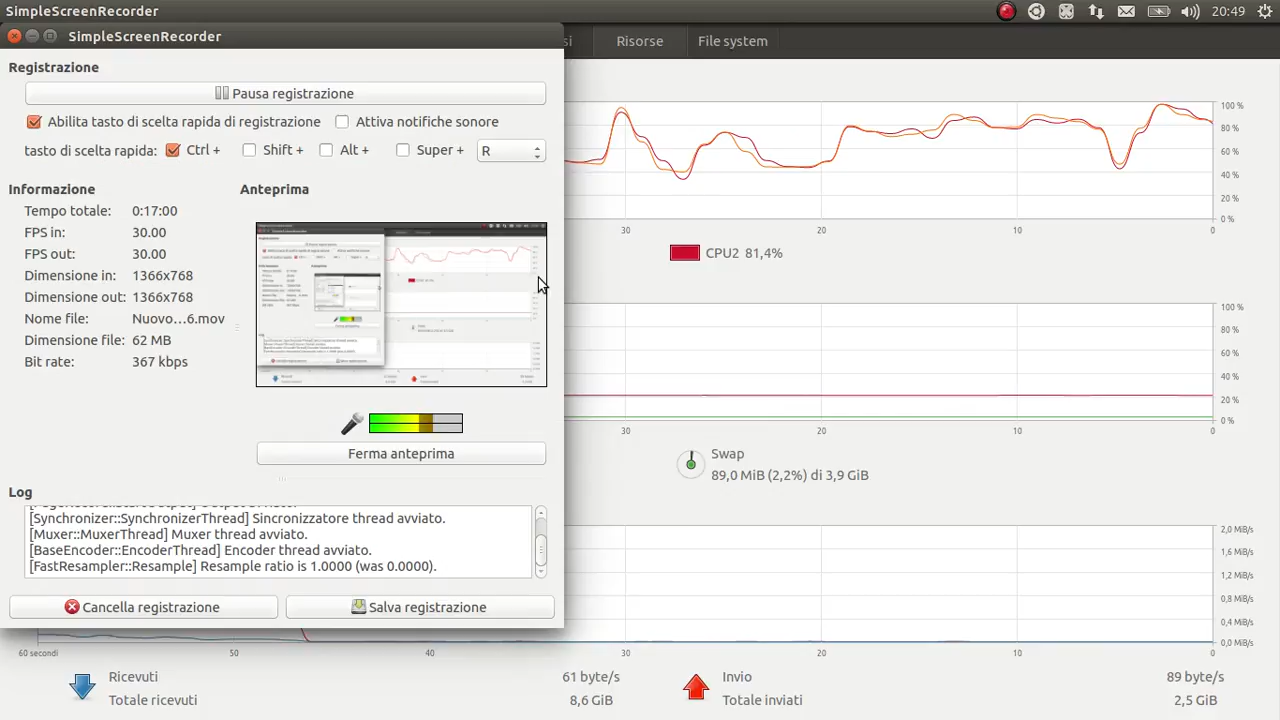 SimpleScreenRecorder
20:49
SimpleScreenRecorder
si
Risorse
File system
Registrazione
Pausa registrazione
Abilita tasto di scelta rapida di registrazione
Attiva notifiche sonore
tasto di scelta rapida:
Ctrl +
Shift +
Alt +
Super +
R
Informazione
Anteprima
Tempo totale: 0:17:00
FPS in: 30.00
FPS out: 30.00
Dimensione in: 1366x768
Dimensione out: 1366x768
Nome file: Nuovo…6.mov
Dimensione file: 62 MB
Bit rate: 367 kbps
Ferma anteprima
Log
[Synchronizer::SynchronizerThread] Sincronizzatore thread avviato.
[Muxer::MuxerThread] Muxer thread avviato.
[BaseEncoder::EncoderThread] Encoder thread avviato.
[FastResampler::Resample] Resample ratio is 1.0000 (was 0.0000).
Cancella registrazione
Salva registrazione
100 %
80 %
60 %
40 %
20 %
0 %
30 20 10 0
CPU2 81,4%
100 %
80 %
60 %
40 %
20 %
0 %
30 20 10 0
Swap
89,0 MiB (2,2%) di 3,9 GiB
2,0 MiB/s
1,6 MiB/s
1,2 MiB/s
0,8 MiB/s
0,4 MiB/s
0,0 MiB/s
60 secondi 50 40 30 20 10 0
Ricevuti 61 byte/s
Totale ricevuti 8,6 GiB
Invio 89 byte/s
Totale inviati 2,5 GiB